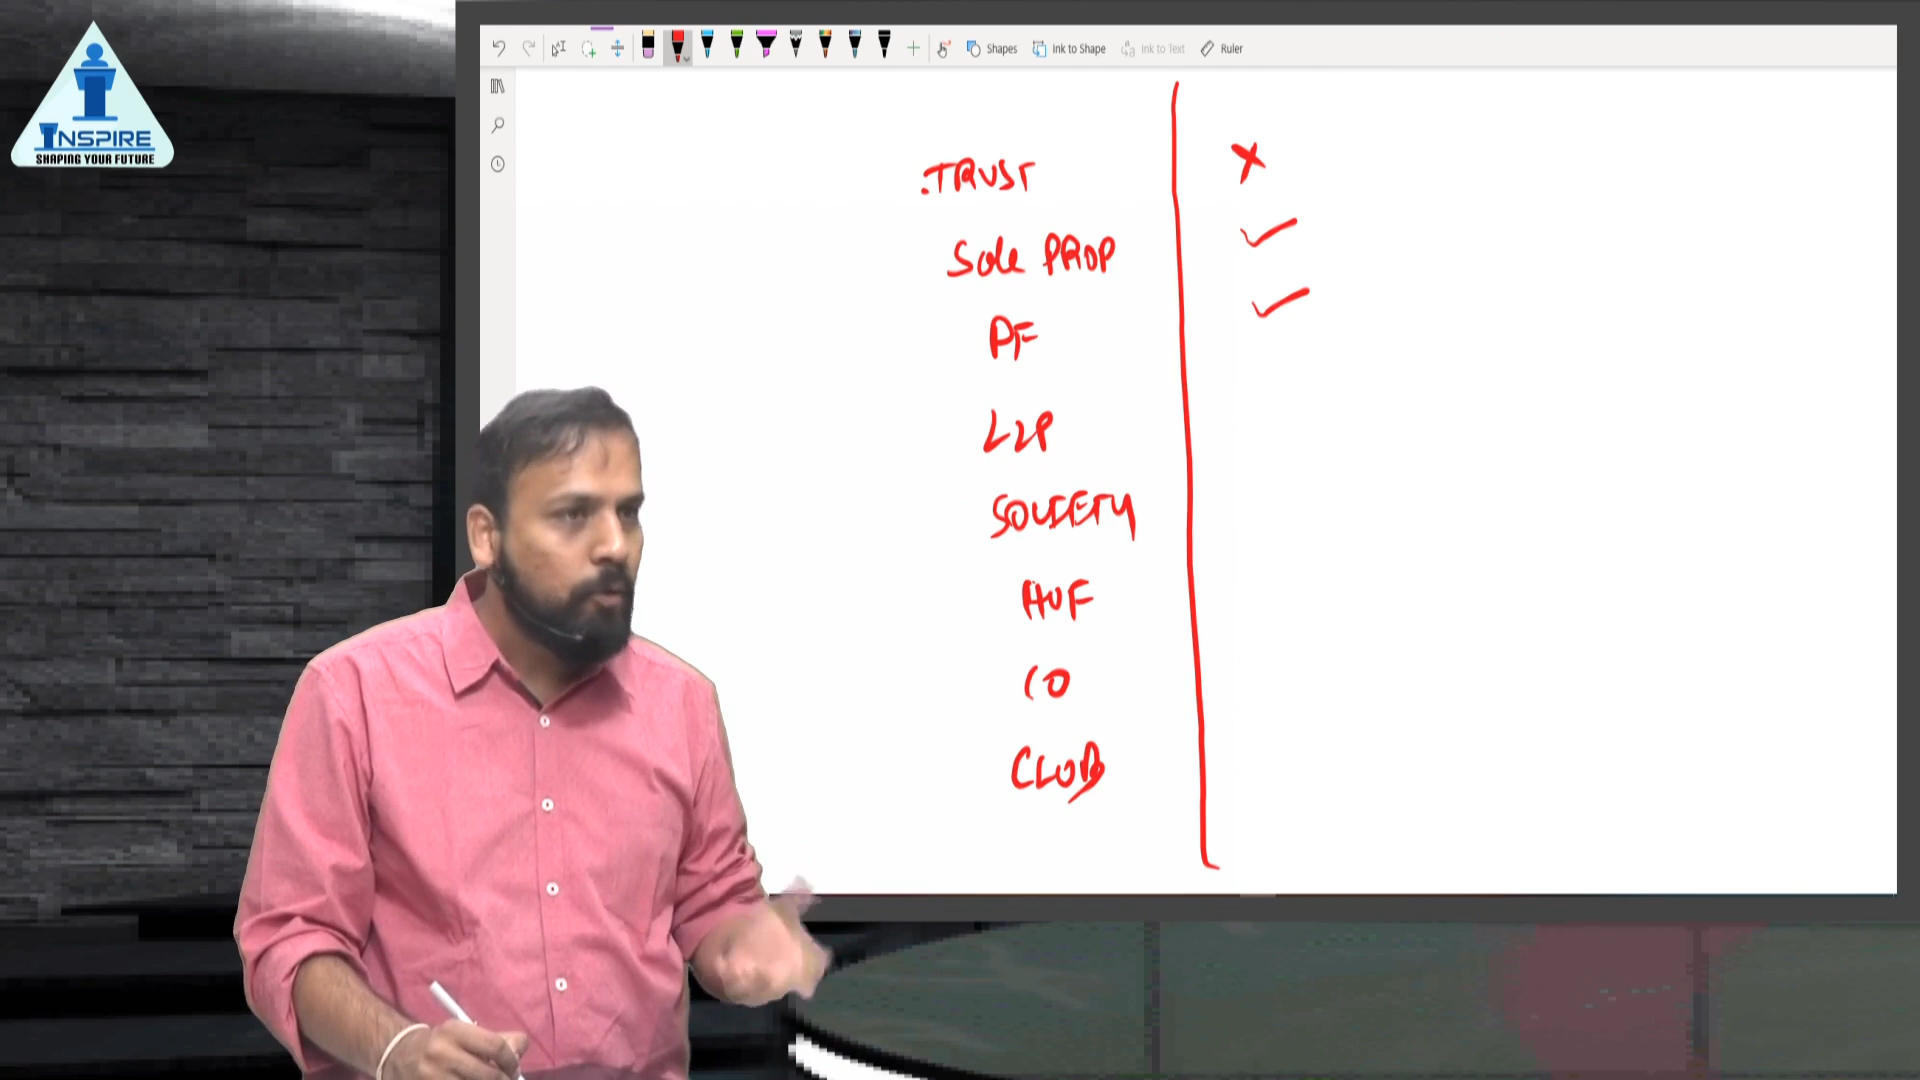 INSPIRE
SHAPING YOUR FUTURE
Shapes
Ink to Shape
Ink to Text
Ruler
.TRUST
Sole PROP
PF
LLP
SOCIETY
HUF
CO
CLUB